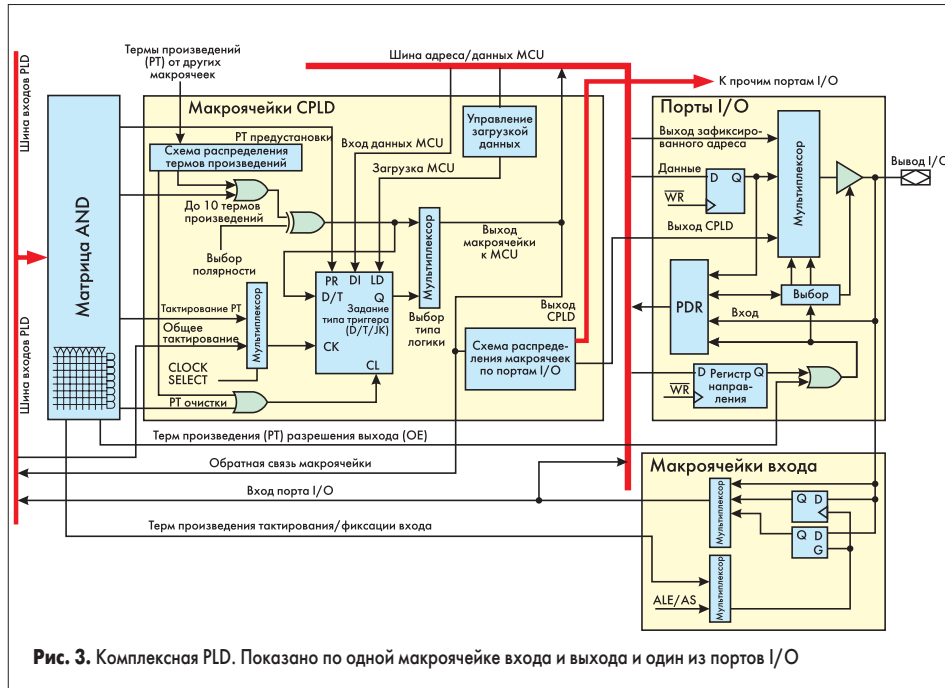 Шина входов PLD
Шина входов PLD
Матрица AND
Термы произведений
(РТ) от других
макроячеек
Шина адреса/данных MCU
К прочим портам I/O
Макроячейки CPLD
РТ предустановки
Схема распределения
термов произведений
Вход данных MCU
Загрузка MCU
Управление
загрузкой
данных
До 10 термов
произведений
Выбор
полярности
Мультиплексор
Выход
макроячейки
к MCU
PR DI LD
D/T Q
Задание
типа триггера
(D/T/JK)
CK
CL
Выбор типа
логики
Тактирование РТ
Общее
тактирование
Мультиплексор
CLOCK
SELECT
РТ очистки
Выход
CPLD
Схема распреде-
ления макроячеек
по портам I/O
Порты I/O
Выход зафиксиро-
ванного адреса
Данные
D Q
WR
Мультиплексор
Вывод I/O
Выход CPLD
PDR
Выбор
Вход
D Регистр Q
направ-
ления
WR
Терм произведения (РТ) разрешения выхода (OE)
Обратная связь макроячейки
Вход порта I/O
Терм произведения тактирования/фиксации входа
Макроячейки входа
Мультиплексор
Q D
Q D
G
Мультиплексор
ALE/AS
Рис. 3. Комплексная PLD. Показано по одной макроячейке входа и выхода и один из портов I/O